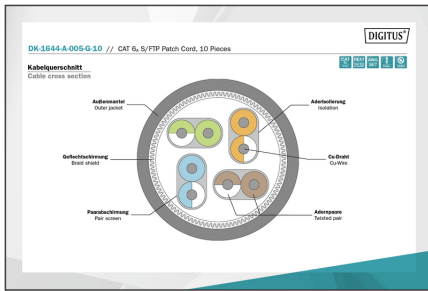 DIGITUS®
DK-1644-A-005-G-10 // CAT 6A S/FTP Patch Cord, 10 Pieces
Kabelquerschnitt
Cable cross section
Außenmantel
Outer jacket
Aderisolierung
Isolation
Geflechtschirmung
Braid shield
Cu-Draht
Cu-Wire
Paarabschirmung
Pair screen
Adernpaare
Twisted pair